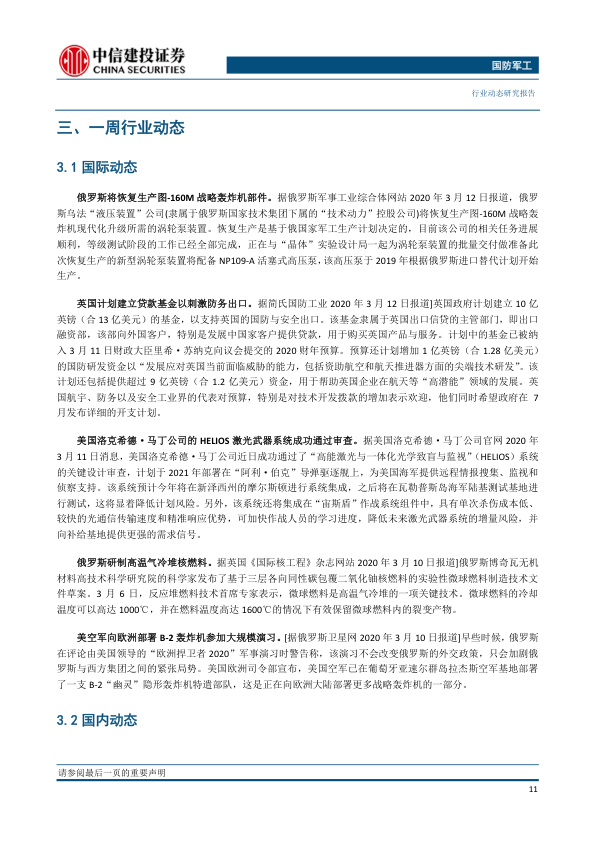 中信建投证券
CHINA SECURITIES
国防军工
行业动态研究报告
三、一周行业动态
3.1 国际动态
俄罗斯将恢复生产图-160M 战略轰炸机部件。据俄罗斯军事工业综合体网站 2020 年 3 月 12 日报道，俄罗
斯乌法“液压装置”公司(隶属于俄罗斯国家技术集团下属的“技术动力”控股公司)将恢复生产图-160M 战略轰
炸机现代化升级所需的涡轮泵装置。恢复生产是基于俄国家军工生产计划决定的，目前该公司的相关任务进展
顺利，等级测试阶段的工作已经全部完成，正在与“晶体”实验设计局一起为涡轮泵装置的批量交付做准备此
次恢复生产的新型涡轮泵装置将配备 NP109-A 活塞式高压泵，该高压泵于 2019 年根据俄罗斯进口替代计划开始
生产。
英国计划建立贷款基金以刺激防务出口。据简氏国防工业 2020 年 3 月 12 日报道]英国政府计划建立 10 亿
英镑（合 13 亿美元）的基金，以支持英国的国防与安全出口。该基金隶属于英国出口信贷的主管部门，即出口
融资部，该部向外国客户，特别是发展中国家客户提供贷款，用于购买英国产品与服务。计划中的基金已被纳
入 3 月 11 日财政大臣里希·苏纳克向议会提交的 2020 财年预算。预算还计划增加 1 亿英镑（合 1.28 亿美元）
的国防研发资金以“发展应对英国当前面临威胁的能力，包括资助航空和航天推进器方面的尖端技术研发”。该
计划还包括提供超过 9 亿英镑（合 1.2 亿美元）资金，用于帮助英国企业在航天等“高潜能”领域的发展。英
国航宇、防务以及安全工业界的代表对预算，特别是对技术开发拨款的增加表示欢迎，他们同时希望政府在 7
月发布详细的开支计划。
美国洛克希德·马丁公司的 HELIOS 激光武器系统成功通过审查。据美国洛克希德·马丁公司官网 2020 年
3 月 11 日消息，美国洛克希德·马丁公司近日成功通过了“高能激光与一体化光学致盲与监视”（HELIOS）系统
的关键设计审查，计划于 2021 年部署在“阿利·伯克”导弹驱逐舰上，为美国海军提供远程情报搜集、监视和
侦察支持。该系统预计今年将在新泽西州的摩尔斯顿进行系统集成，之后将在瓦勒普斯岛海军陆基测试基地进
行测试，这将显着降低计划风险。另外，该系统还将集成在“宙斯盾”作战系统组件中，具有单次杀伤成本低、
较快的光通信传输速度和精准响应优势，可加快作战人员的学习进度，降低未来激光武器系统的增量风险，并
向补给基地提供更强的需求信号。
俄罗斯研制高温气冷堆核燃料。据英国《国际核工程》杂志网站 2020 年 3 月 10 日报道]俄罗斯博奇瓦无机
材料高技术科学研究院的科学家发布了基于三层各向同性碳包覆二氧化铀核燃料的实验性微球燃料制造技术文
件草案。3 月 6 日，反应堆燃料技术首席专家表示，微球燃料是高温气冷堆的一项关键技术。微球燃料的冷却
温度可以高达 1000℃，并在燃料温度高达 1600℃的情况下有效保留微球燃料内的裂变产物。
美空军向欧洲部署 B-2 轰炸机参加大规模演习。[据俄罗斯卫星网 2020 年 3 月 10 日报道]早些时候，俄罗斯
在评论由美国领导的“欧洲捍卫者 2020”军事演习时警告称，该演习不会改变俄罗斯的外交政策，只会加剧俄
罗斯与西方集团之间的紧张局势。美国欧洲司令部宣布，美国空军已在葡萄牙亚速尔群岛拉杰斯空军基地部署
了一支 B-2“幽灵”隐形轰炸机特遣部队，这是正在向欧洲大陆部署更多战略轰炸机的一部分。
3.2 国内动态
请参阅最后一页的重要声明
11